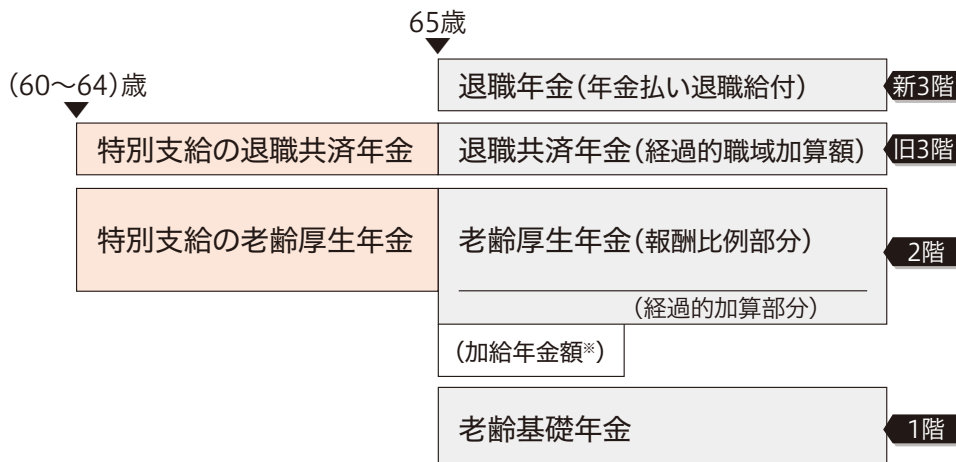 65歳
(60〜64)歳
退職年金(年金払い退職給付)
新3階
特別支給の退職共済年金
退職共済年金(経過的職域加算額)
旧3階
特別支給の老齢厚生年金
老齢厚生年金(報酬比例部分)
2階
(経過的加算部分)
(加給年金額※)
老齢基礎年金
1階